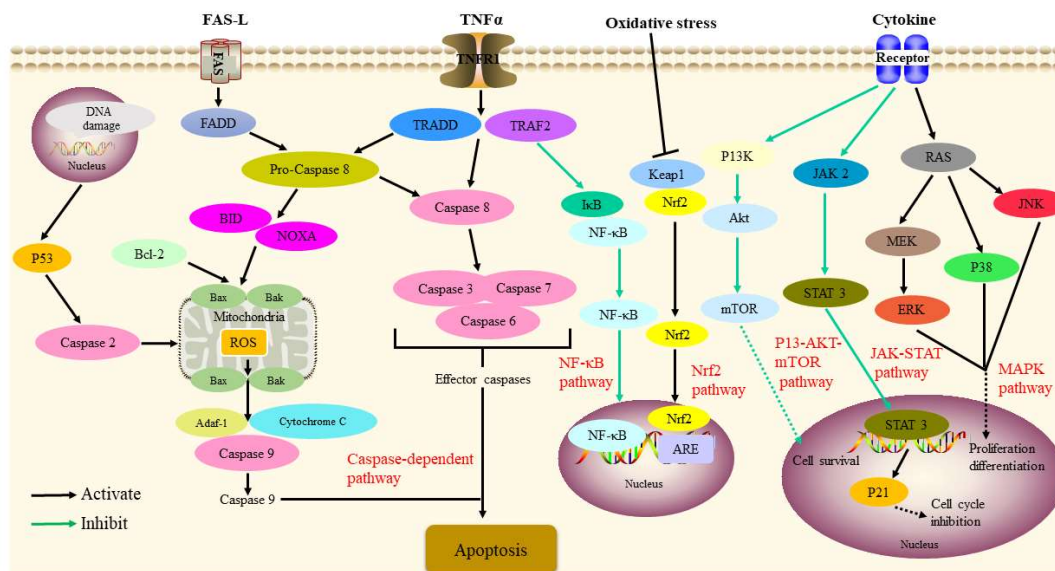 FAS-L
TNFα
Oxidative stress
Cytokine
FAS
TNFR1
Receptor
DNA
damage
Nucleus
FADD
TRADD
TRAF2
P13K
Keap1
Nrf2
JAK 2
RAS
Pro-Caspase 8
Caspase 8
IκB
NF-κB
Akt
JNK
BID
NOXA
MEK
P38
P53
Bcl-2
Bax
Bak
Mitochondria
ROS
Caspase 3
Caspase 7
Caspase 6
NF-κB
Nrf2
mTOR
STAT 3
ERK
Caspase 2
Bax
Bak
Effector caspases
NF-κB
pathway
Nrf2
pathway
P13-AKT-
mTOR pathway
JAK-STAT
pathway
MAPK
pathway
Adaf-1
Cytochrome C
Caspase 9
Caspase 9
Caspase-dependent
pathway
NF-κB
Nrf2
ARE
Nucleus
STAT 3
Cell survival
Proliferation
differentiation
P21
Cell cycle
inhibition
Nucleus
Activate
Inhibit
Apoptosis